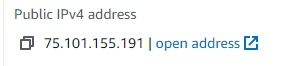 Public IPv4 address
75.101.155.191 | open address